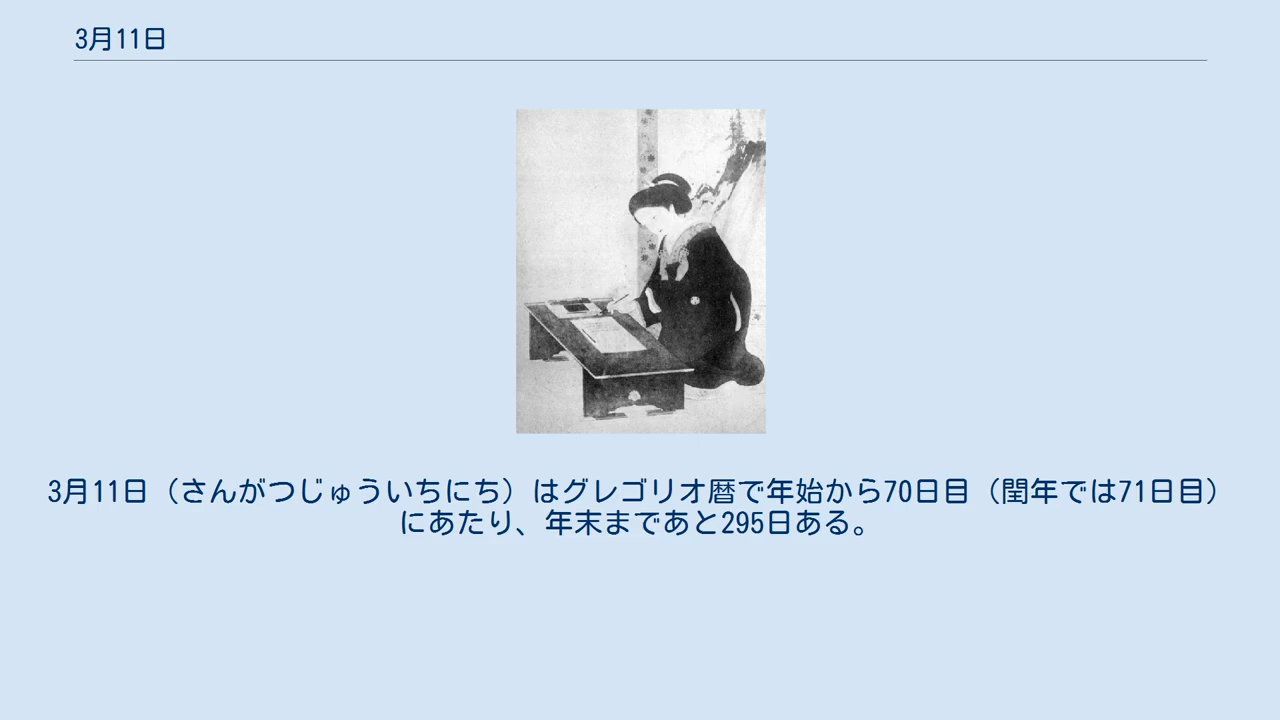 3月11日
3月11日（さんがつじゅういちにち）はグレゴリオ暦で年始から70日目（閏年では71日目）
にあたり、年末まであと295日ある。